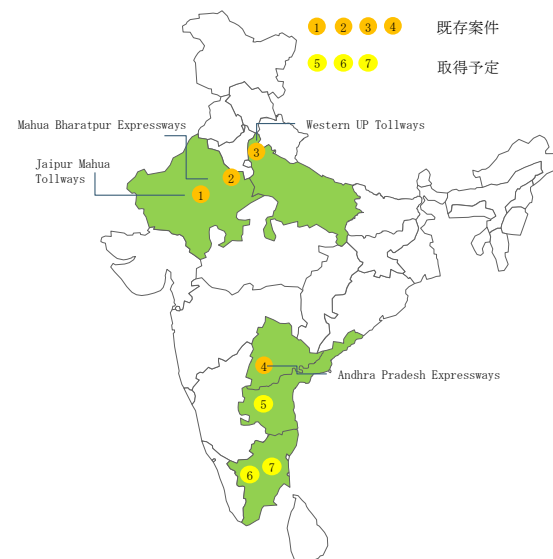 1 2 3 4 既存案件
5 6 7 取得予定
Mahua Bharatpur Expressways
Western UP Tollways
3
Jaipur Mahua
Tollways
2
1
4
Andhra Pradesh Expressways
5
7
6